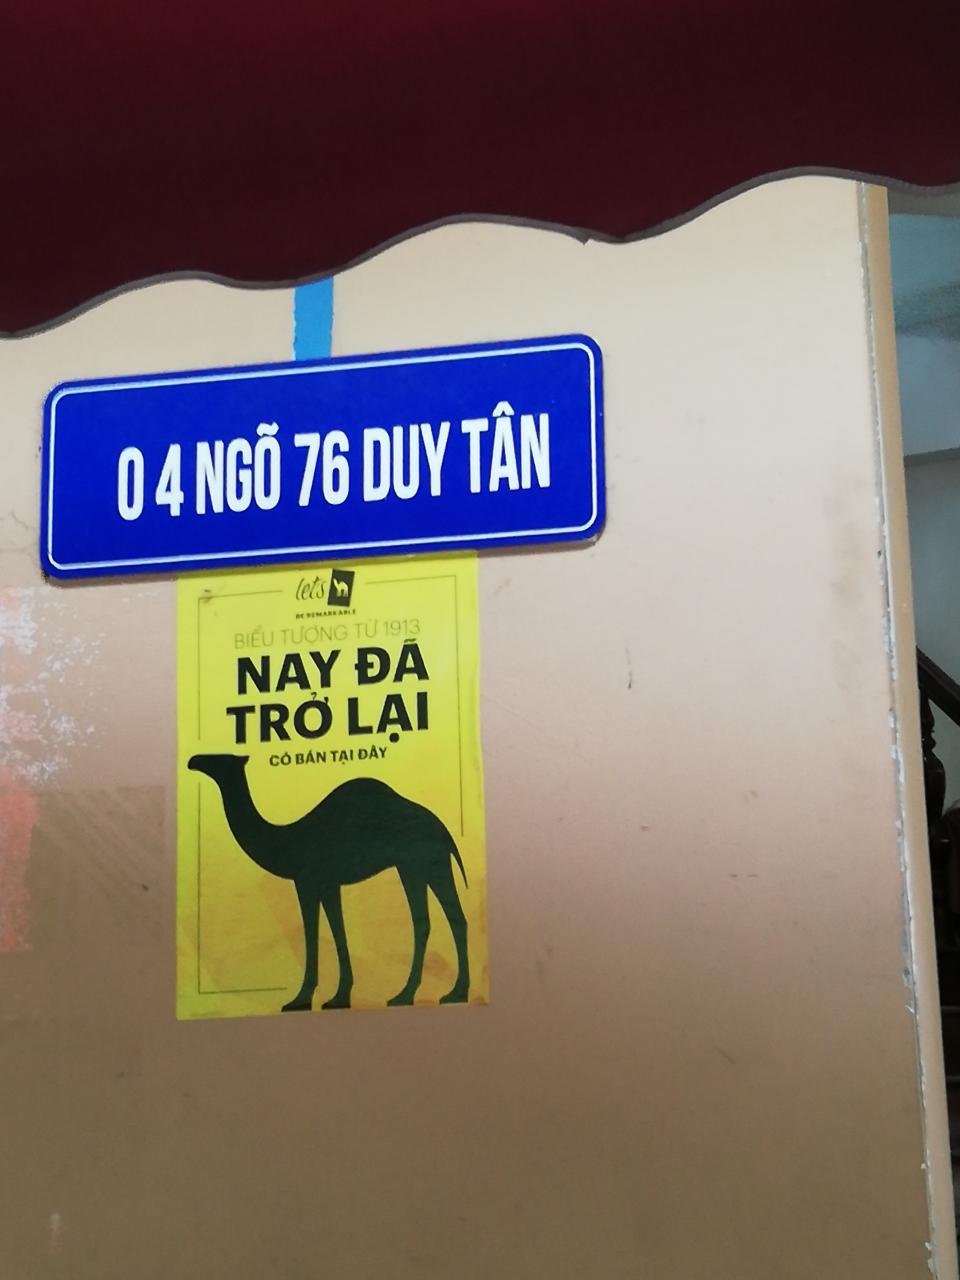 O 4 NGÕ 76 DUY TÂN
let's
BE REMARKABLE
BIỂU TƯỢNG TỪ 1913
NAY ĐÃ
TRỞ LẠI
CÓ BÁN TẠI ĐÂY